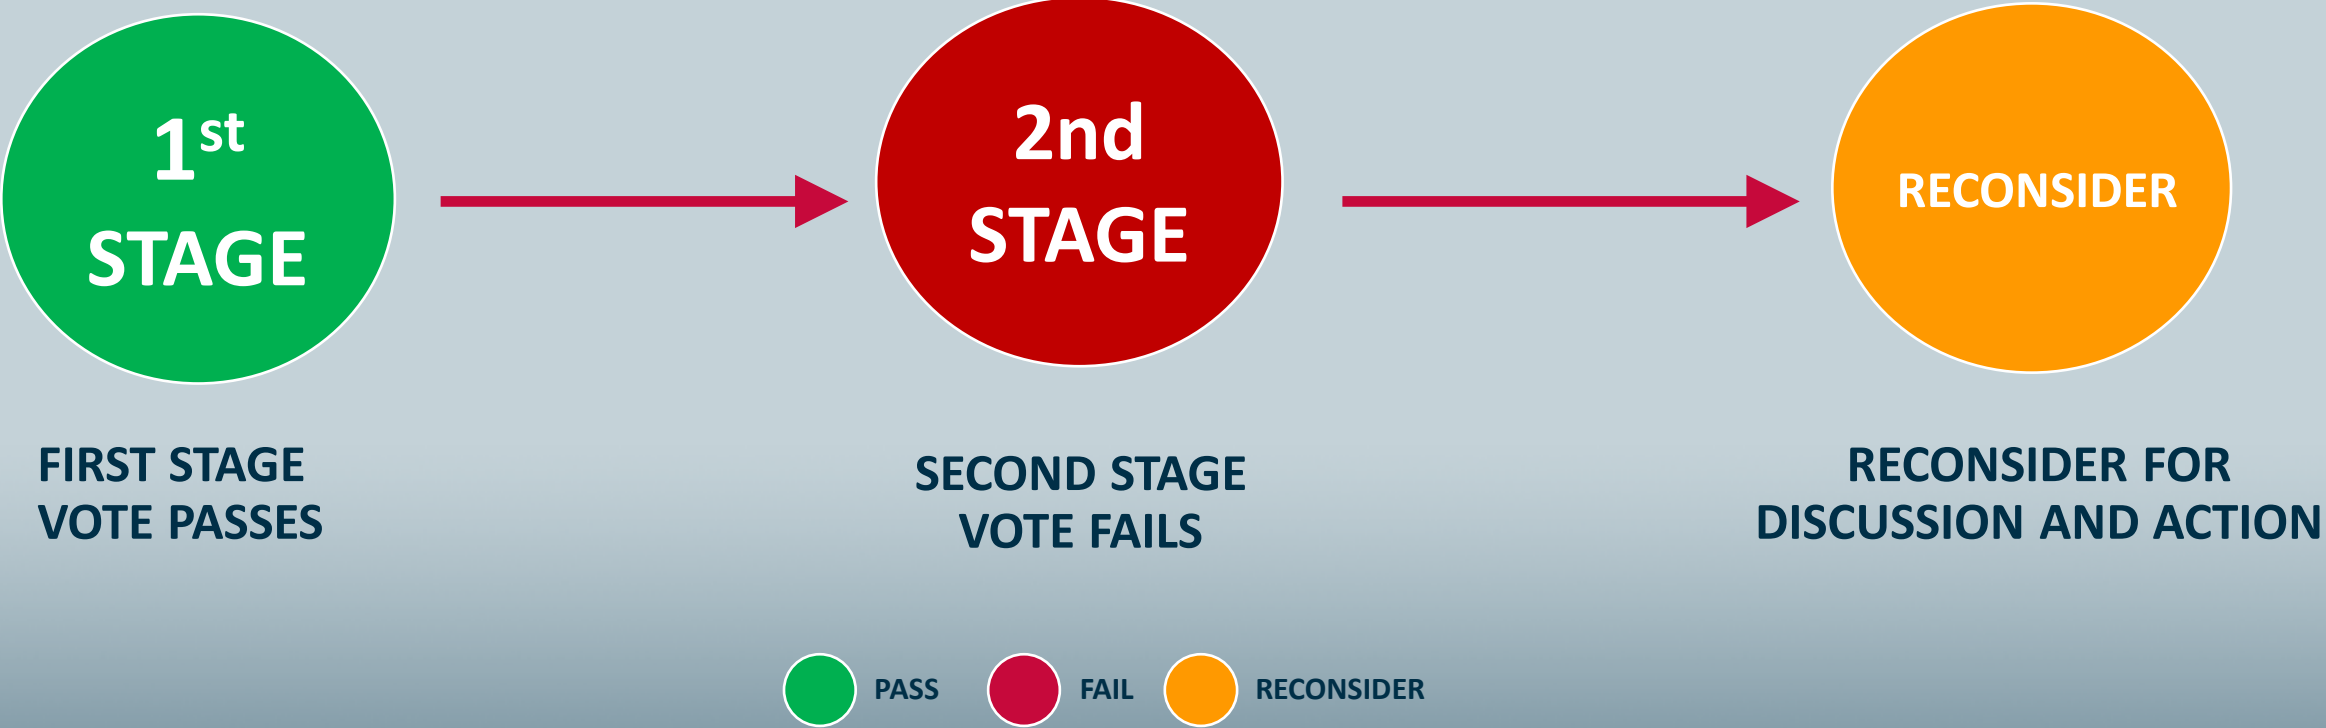 1st
STAGE
2nd
STAGE
RECONSIDER
FIRST STAGE
VOTE PASSES
SECOND STAGE
VOTE FAILS
RECONSIDER FOR
DISCUSSION AND ACTION
PASS
FAIL
RECONSIDER